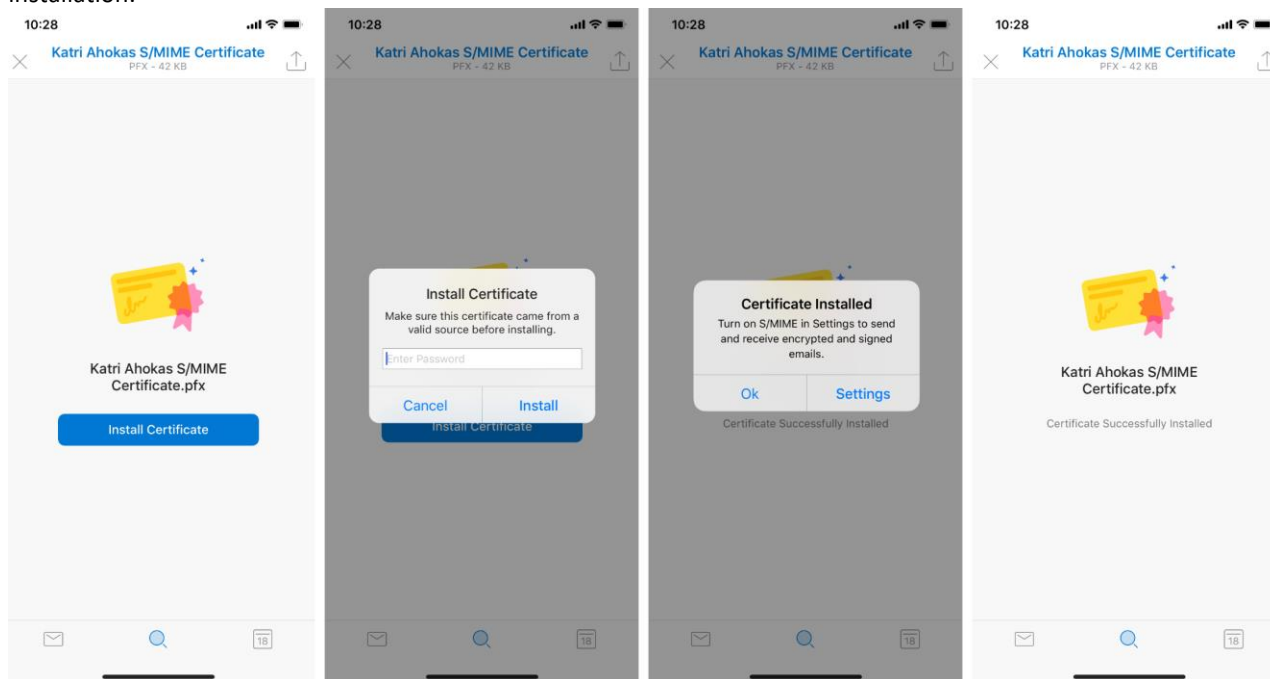 installation.
10:28
Katri Ahokas S/MIME Certificate
PFX - 42 KB
Katri Ahokas S/MIME
Certificate.pfx
Install Certificate
18
10:28
Katri Ahokas S/MIME Certificate
PFX - 42 KB
Install Certificate
Make sure this certificate came from a
valid source before installing.
Enter Password
Cancel
Install
Install Certificate
18
10:28
Katri Ahokas S/MIME Certificate
PFX - 42 KB
Certificate Installed
Turn on S/MIME in Settings to send
and receive encrypted and signed
emails.
Ok
Settings
Certificate Successfully Installed
18
10:28
Katri Ahokas S/MIME Certificate
PFX - 42 KB
Katri Ahokas S/MIME
Certificate.pfx
Certificate Successfully Installed
18